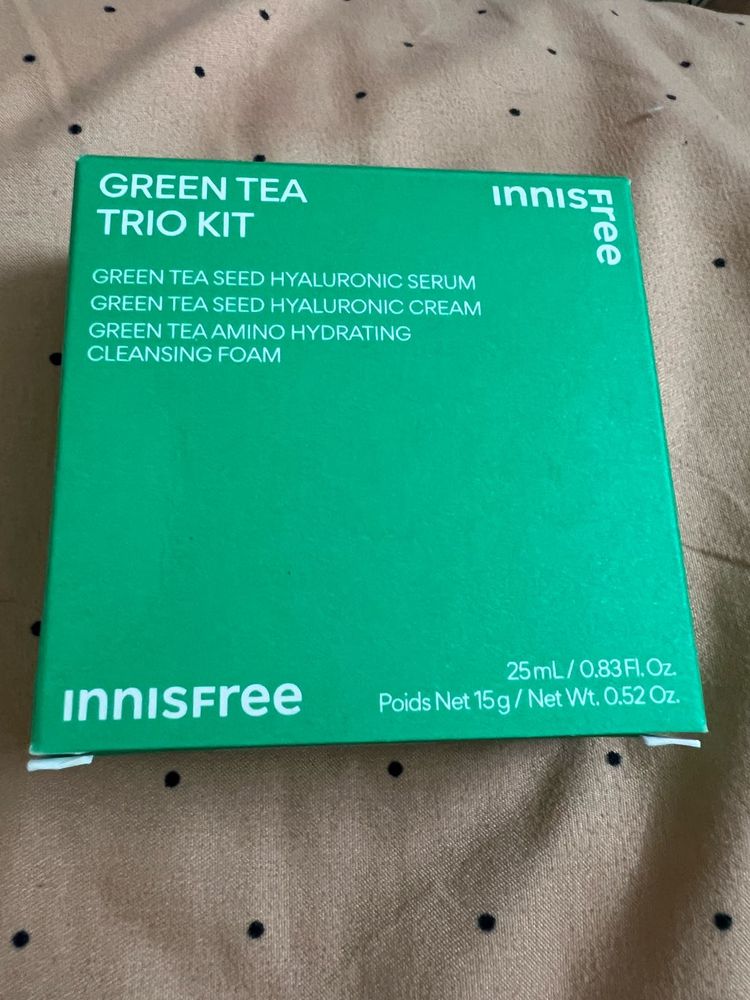 GREEN TEA
TRIO KIT
innisfree
GREEN TEA SEED HYALURONIC SERUM
GREEN TEA SEED HYALURONIC CREAM
GREEN TEA AMINO HYDRATING
CLEANSING FOAM
innisfree
25 mL / 0.83 Fl. Oz.
Poids Net 15 g / Net Wt. 0.52 Oz.